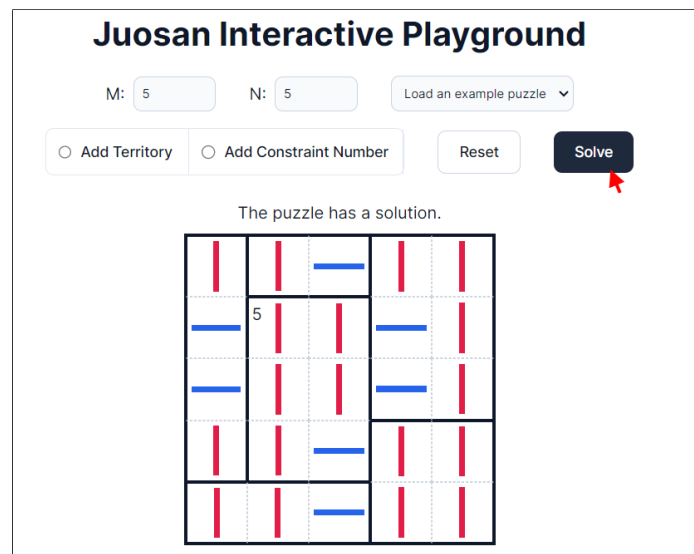 Juosan Interactive Playground
M: 5 N: 5 Load an example puzzle
Add Territory Add Constraint Number Reset Solve
The puzzle has a solution.
5